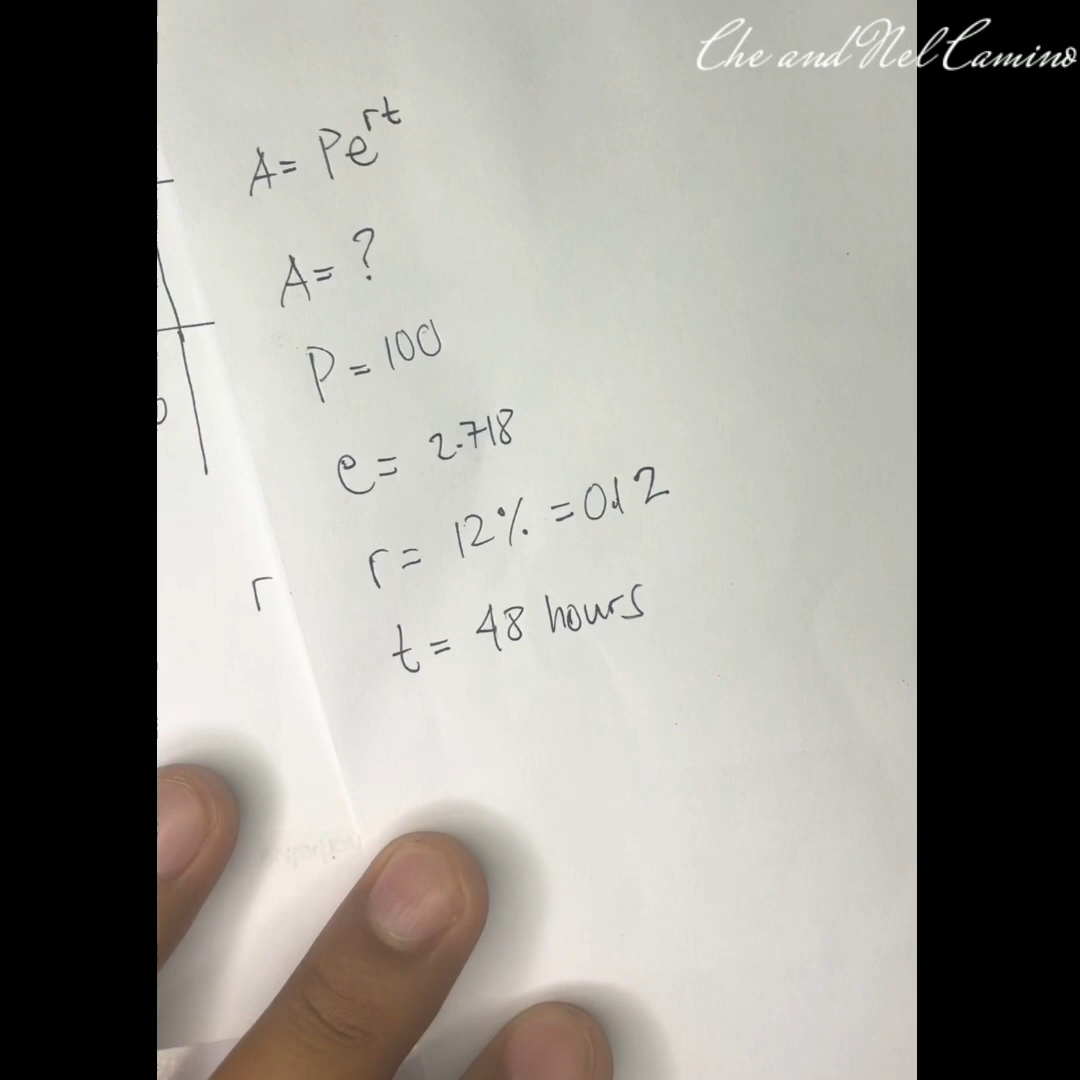 Che and Nel Camino
A = Pe^rt
A = ?
P = 100
e = 2.718
r = 12% = 0.12
r
t = 48 hours